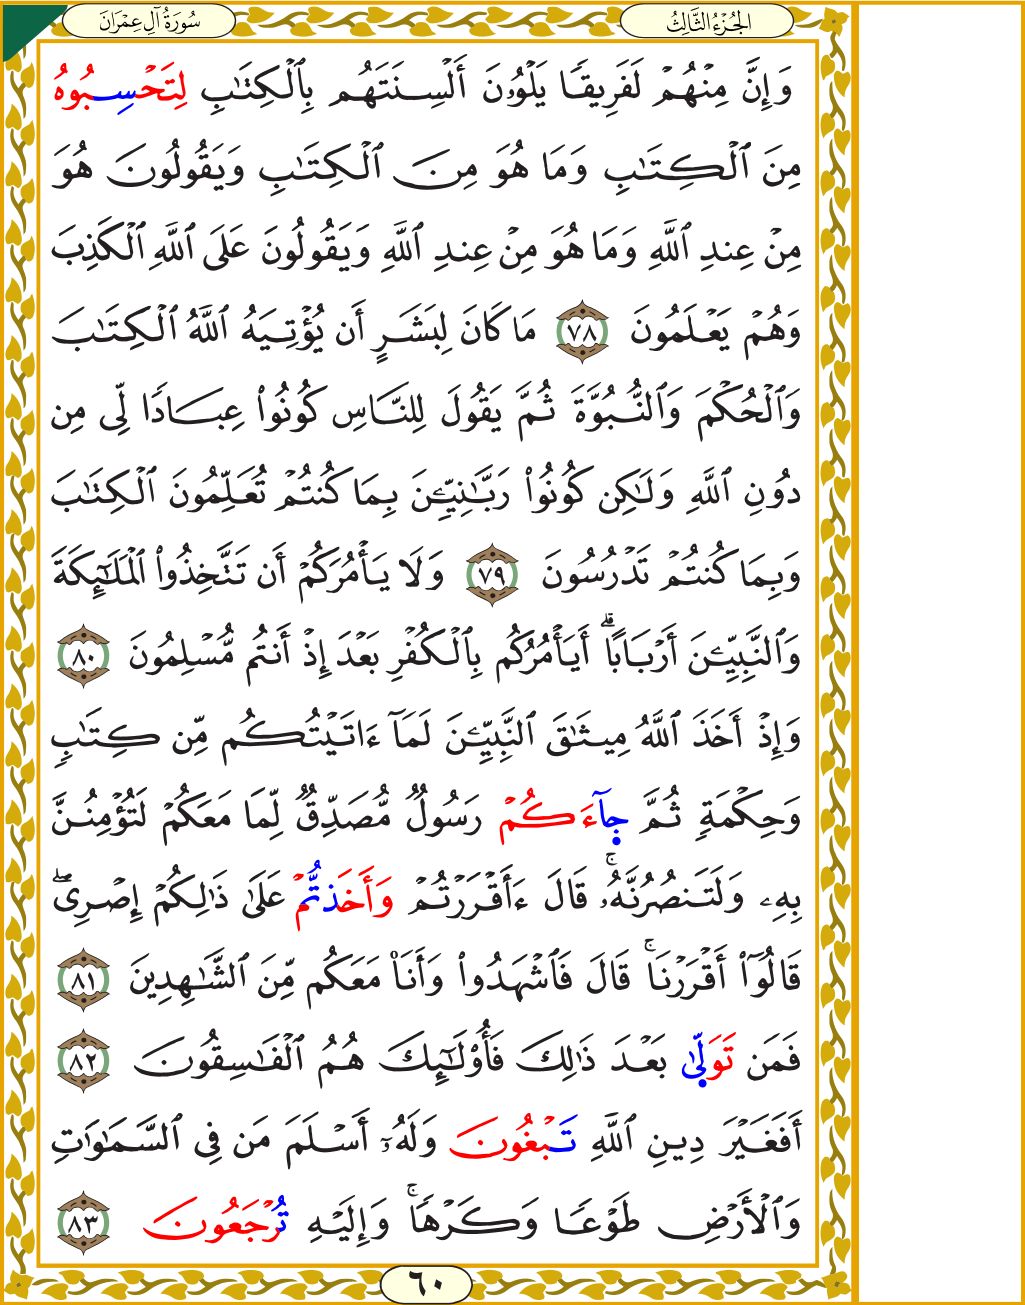 سُورَةُ آلِ عِمْرَان
الجُزْءُ الثَّالِثُ
وَإِنَّ مِنْهُمْ لَفَرِيقًا يَلْوُۥنَ أَلْسِنَتَهُم بِٱلْكِتَٰبِ لِتَحْسِبُوهُ
مِنَ ٱلْكِتَٰبِ وَمَا هُوَ مِنَ ٱلْكِتَٰبِ وَيَقُولُونَ هُوَ
مِنْ عِندِ ٱللَّهِ وَمَا هُوَ مِنْ عِندِ ٱللَّهِ وَيَقُولُونَ عَلَى ٱللَّهِ ٱلْكَذِبَ
وَهُمْ يَعْلَمُونَ ٧٨ مَا كَانَ لِبَشَرٍ أَن يُؤْتِيَهُ ٱللَّهُ ٱلْكِتَٰبَ
وَٱلْحُكْمَ وَٱلنُّبُوَّةَ ثُمَّ يَقُولَ لِلنَّاسِ كُونُوا۟ عِبَادًا لِّى مِن
دُونِ ٱللَّهِ وَلَٰكِن كُونُوا۟ رَبَّٰنِيِّۦنَ بِمَا كُنتُمْ تُعَلِّمُونَ ٱلْكِتَٰبَ
وَبِمَا كُنتُمْ تَدْرُسُونَ ٧٩ وَلَا يَأْمُرَكُمْ أَن تَتَّخِذُوا۟ ٱلْمَلَٰٓئِكَةَ
وَٱلنَّبِيِّۦنَ أَرْبَابًا ۗ أَيَأْمُرُكُم بِٱلْكُفْرِ بَعْدَ إِذْ أَنتُم مُّسْلِمُونَ ٨٠
وَإِذْ أَخَذَ ٱللَّهُ مِيثَٰقَ ٱلنَّبِيِّۦنَ لَمَآ ءَاتَيْتُكُم مِّن كِتَٰبٍ
وَحِكْمَةٍ ثُمَّ جَآءَكُمْ رَسُولٌ مُّصَدِّقٌ لِّمَا مَعَكُمْ لَتُؤْمِنُنَّ
بِهِۦ وَلَتَنصُرُنَّهُۥ ۚ قَالَ ءَأَقْرَرْتُمْ وَأَخَذتُّمْ عَلَىٰ ذَٰلِكُمْ إِصْرِى ۖ
قَالُوٓا۟ أَقْرَرْنَا ۚ قَالَ فَٱشْهَدُوا۟ وَأَنَا۠ مَعَكُم مِّنَ ٱلشَّٰهِدِينَ ٨١
فَمَن تَوَلَّىٰ بَعْدَ ذَٰلِكَ فَأُو۟لَٰٓئِكَ هُمُ ٱلْفَٰسِقُونَ ٨٢
أَفَغَيْرَ دِينِ ٱللَّهِ تَبْغُونَ وَلَهُۥٓ أَسْلَمَ مَن فِى ٱلسَّمَٰوَٰتِ
وَٱلْأَرْضِ طَوْعًا وَكَرْهًا ۚ وَإِلَيْهِ تُرْجَعُونَ ٨٣
٦٠